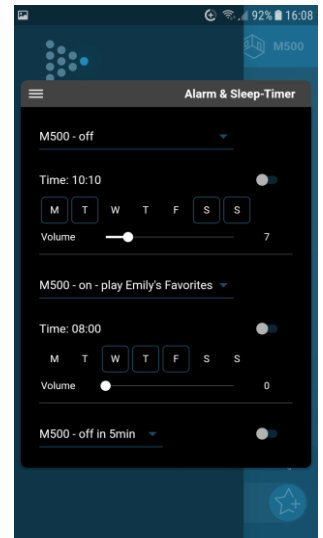 92% 16:08
M500
Alarm & Sleep-Timer
M500 - off
Time: 10:10
M T W T F S S
Volume 7
M500 - on - play Emily's Favorites
Time: 08:00
M T W T F S S
Volume 0
M500 - off in 5min